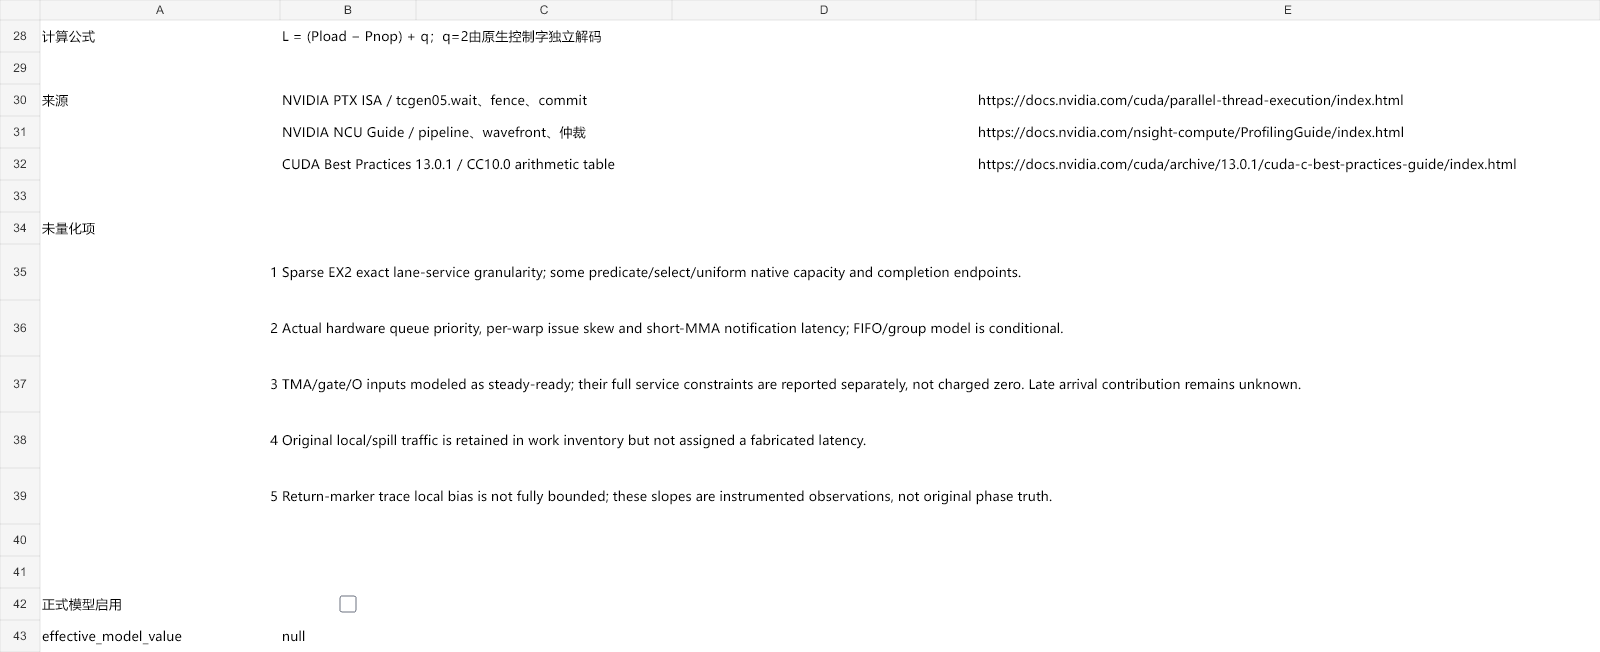 A B C D E
28 计算公式 L = (Pload − Pnop) + q；q=2由原生控制字独立解码
29
30 来源 NVIDIA PTX ISA / tcgen05.wait、fence、commit https://docs.nvidia.com/cuda/parallel-thread-execution/index.html
31 NVIDIA NCU Guide / pipeline、wavefront、仲裁 https://docs.nvidia.com/nsight-compute/ProfilingGuide/index.html
32 CUDA Best Practices 13.0.1 / CC10.0 arithmetic table https://docs.nvidia.com/cuda/archive/13.0.1/cuda-c-best-practices-guide/index.html
33
34 未量化项
35 1 Sparse EX2 exact lane-service granularity; some predicate/select/uniform native capacity and completion endpoints.
36 2 Actual hardware queue priority, per-warp issue skew and short-MMA notification latency; FIFO/group model is conditional.
37 3 TMA/gate/O inputs modeled as steady-ready; their full service constraints are reported separately, not charged zero. Late arrival contribution remains unknown.
38 4 Original local/spill traffic is retained in work inventory but not assigned a fabricated latency.
39 5 Return-marker trace local bias is not fully bounded; these slopes are instrumented observations, not original phase truth.
40
41
42 正式模型启用
43 effective_model_value null